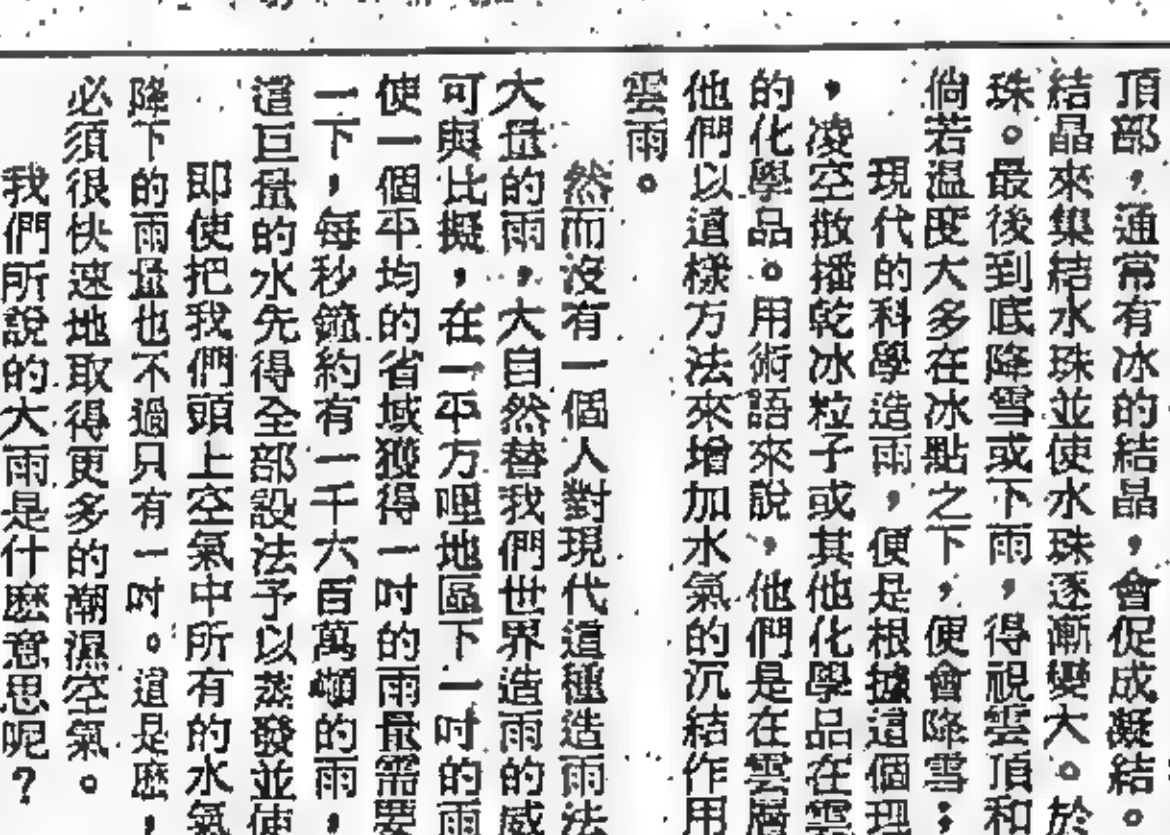 頂部，通常有冰的結晶，會促成凝結。
結晶來集結水珠並使水珠逐漸變大。於
珠。最後到底降雪或下雨，得視雲頂和
倘若溫度大多在冰點之下，便會降雪；
現代的科學造雨，便是根據這個理
，凌空散播乾冰粒子或其他化學品在雲
的化學品。用術語來說，他們是在雲層
他們以這樣方法來增加水氣的沉結作用
雲雨。
然而沒有一個人對現代這種造雨法
大量的雨，大自然替我們世界造雨的威
可與比擬，在一平方哩地區下一吋的雨
使一個平均的省域獲得一吋的雨量需要
一下，每秒鐘約有一千六百萬噸的雨，
這巨量的水先得全部設法予以蒸發並使
即使把我們頭上空氣中所有的水氣
降下的雨量也不過只有一吋。這是麼，
必須很快速地取得更多的潮濕空氣。
我們所說的大雨是什麼意思呢？